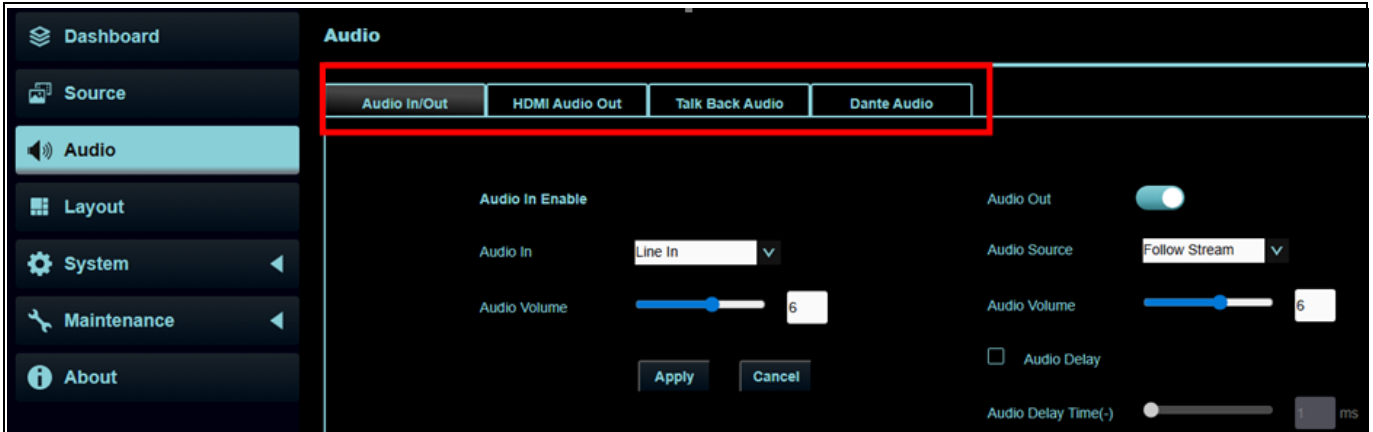 Dashboard
Source
Audio
Layout
System
Maintenance
About
Audio
Audio In/Out HDMI Audio Out Talk Back Audio Dante Audio
Audio In Enable
Audio In Line In
Audio Volume 6
Apply Cancel
Audio Out
Audio Source Follow Stream
Audio Volume 6
Audio Delay
Audio Delay Time(-) 1 ms